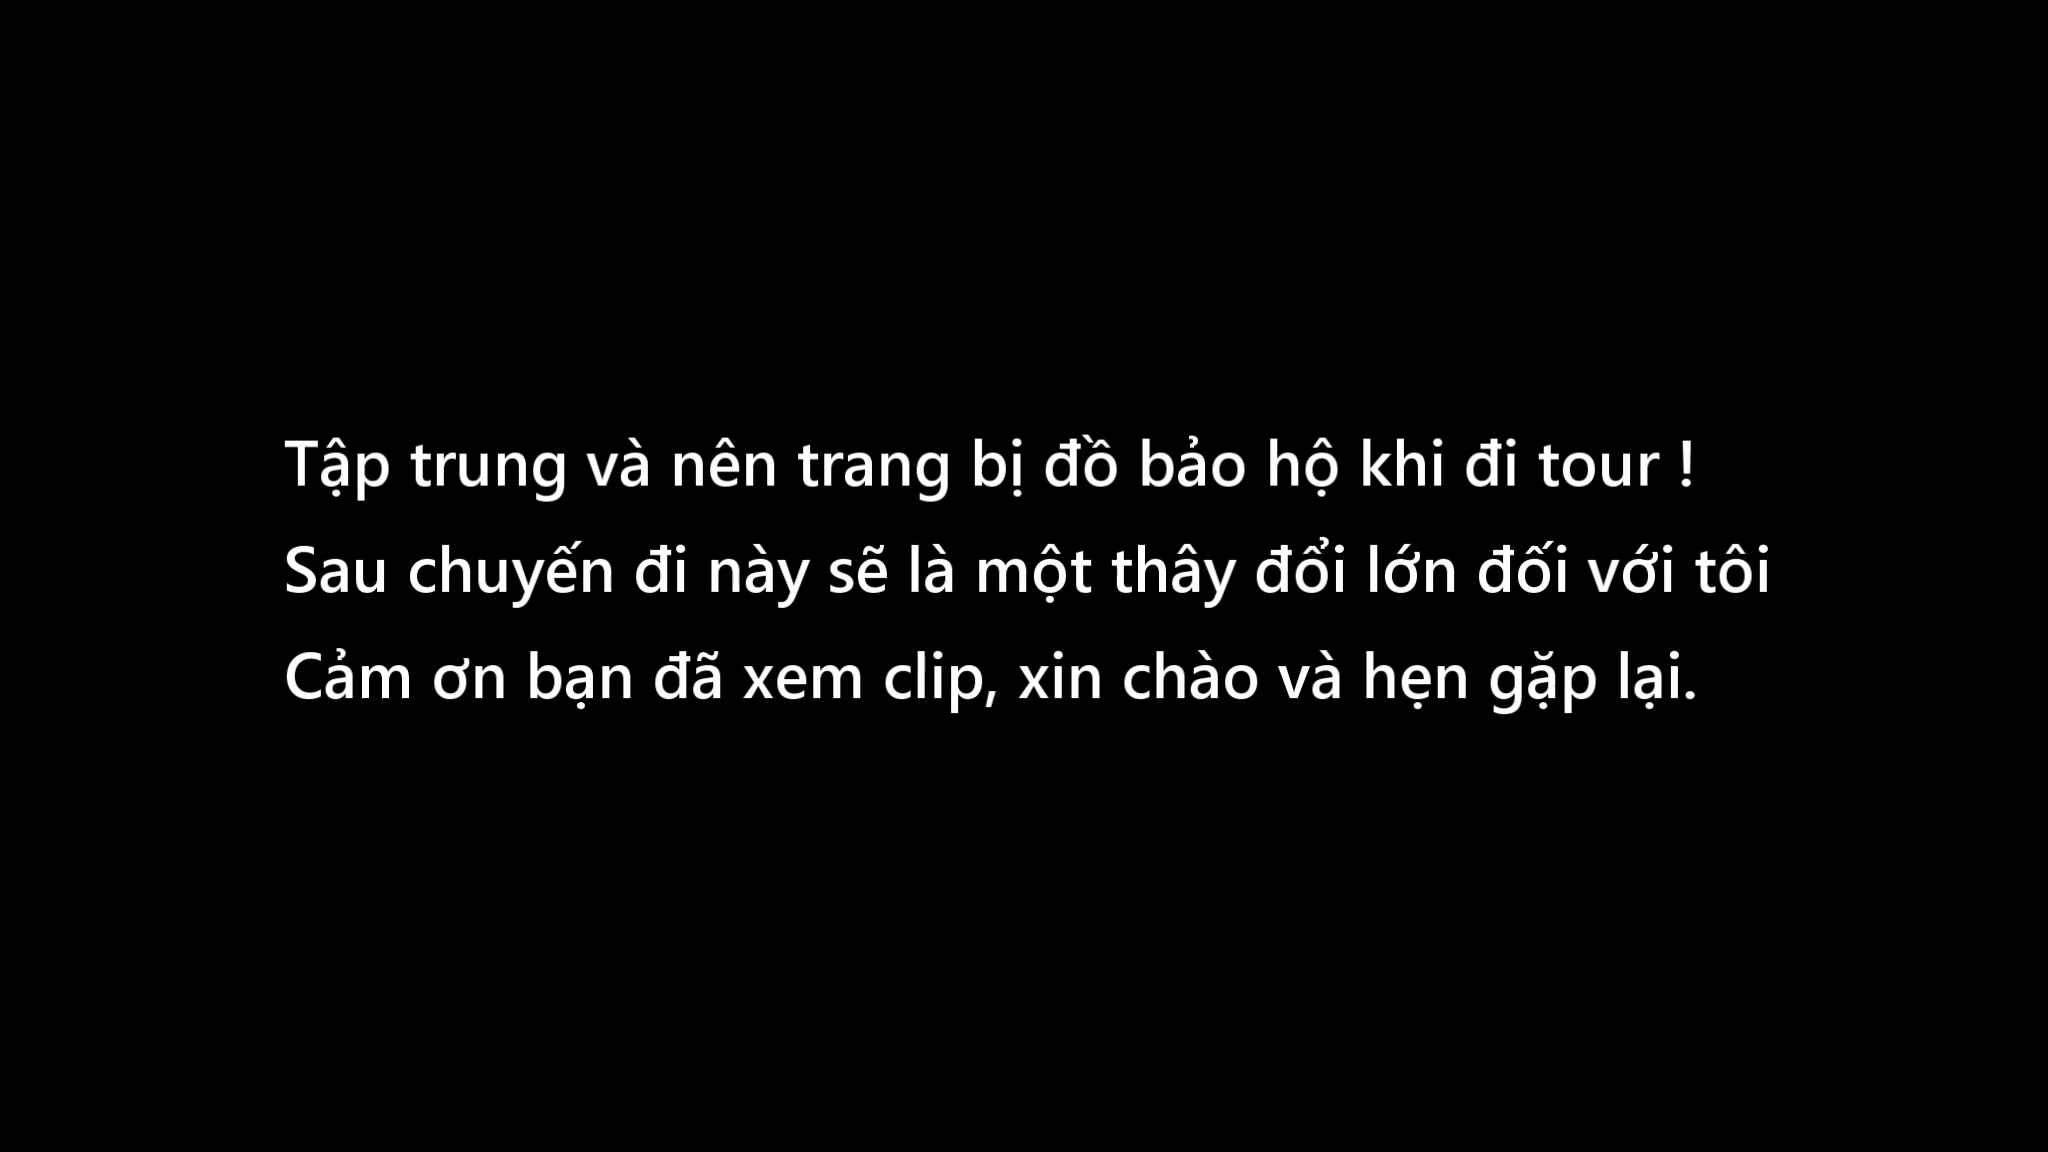 Tập trung và nên trang bị đồ bảo hộ khi đi tour !
Sau chuyến đi này sẽ là một thây đổi lớn đối với tôi
Cảm ơn bạn đã xem clip, xin chào và hẹn gặp lại.